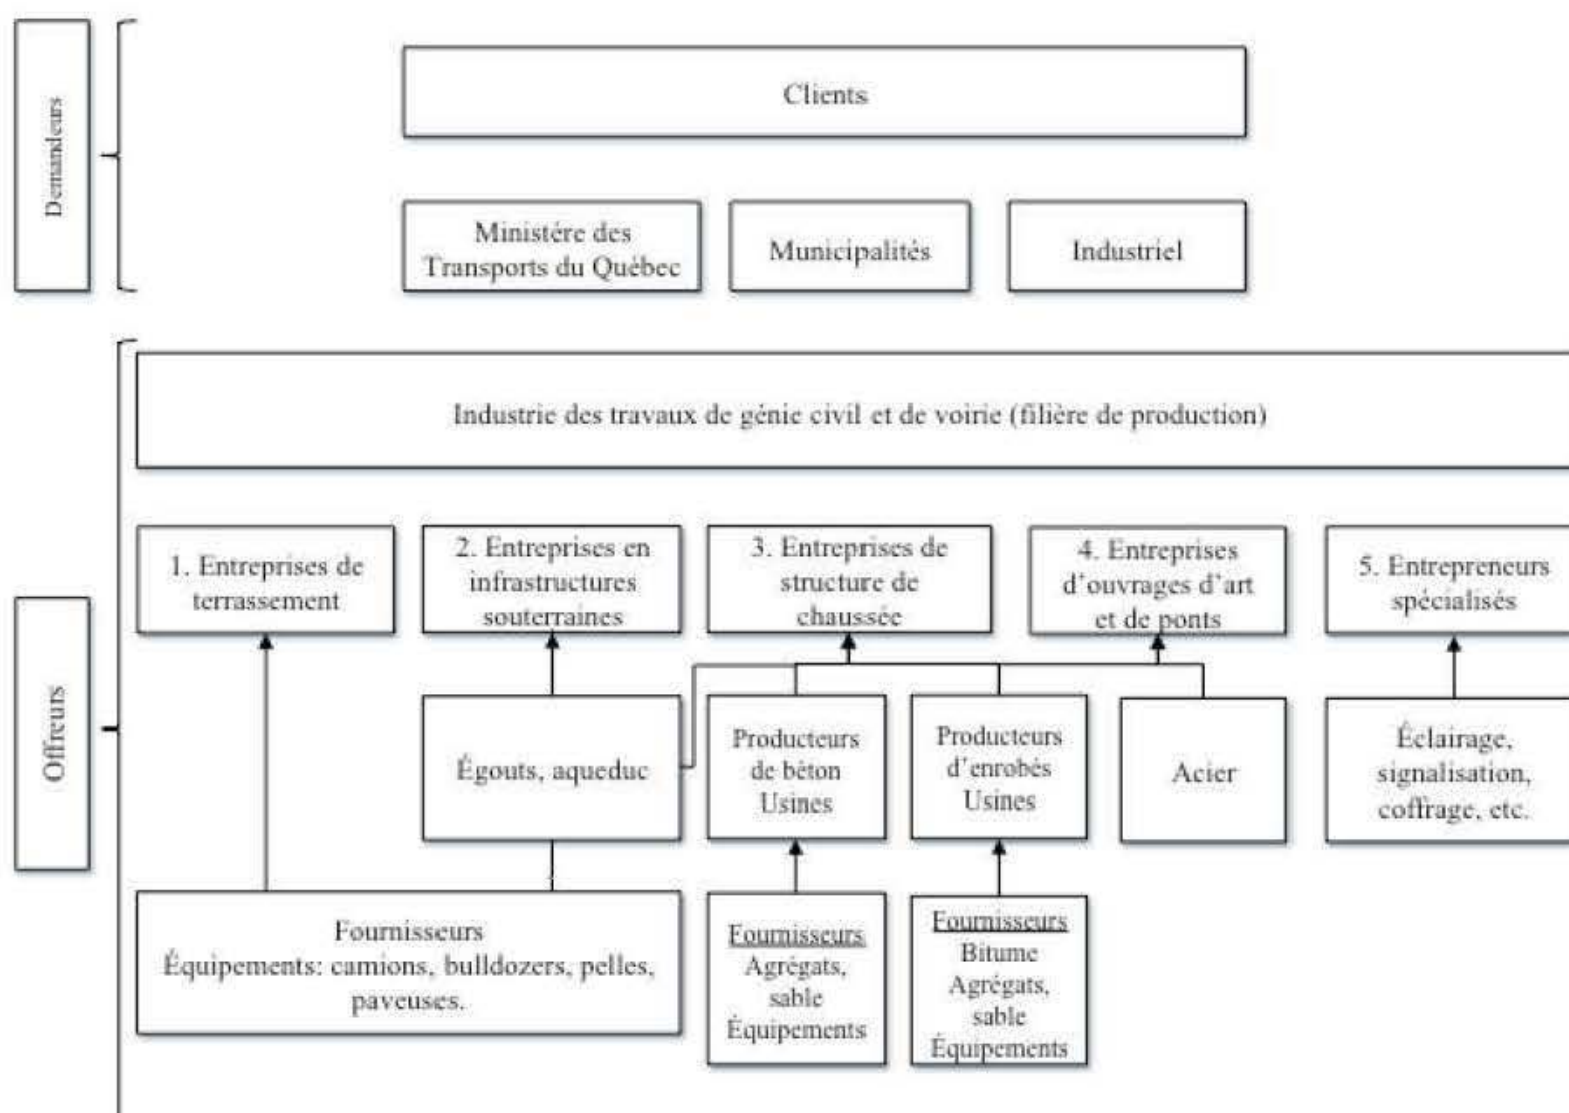 Demandeurs
Clients
Ministére des
Transports du Québec
Municipalités
Industriel
Offreurs
Industrie des travaux de génie civil et de voirie (filière de production)
1. Entreprises de
terrassement
2. Entreprises en
infrastructures
souterraines
3. Entreprises de
structure de
chaussée
4. Entreprises
d'ouvrages d'art
et de ponts
5. Entrepreneurs
spécialisés
Égouts, aqueduc
Producteurs
de béton
Usines
Producteurs
d'enrobés
Usines
Acier
Éclairage,
signalisation,
coffrage, etc.
Fournisseurs
Équipements: camions, bulldozers, pelles,
paveuses.
Fournisseurs
Agrégats,
sable
Équipements
Fournisseurs
Bitume
Agrégats,
sable
Équipements